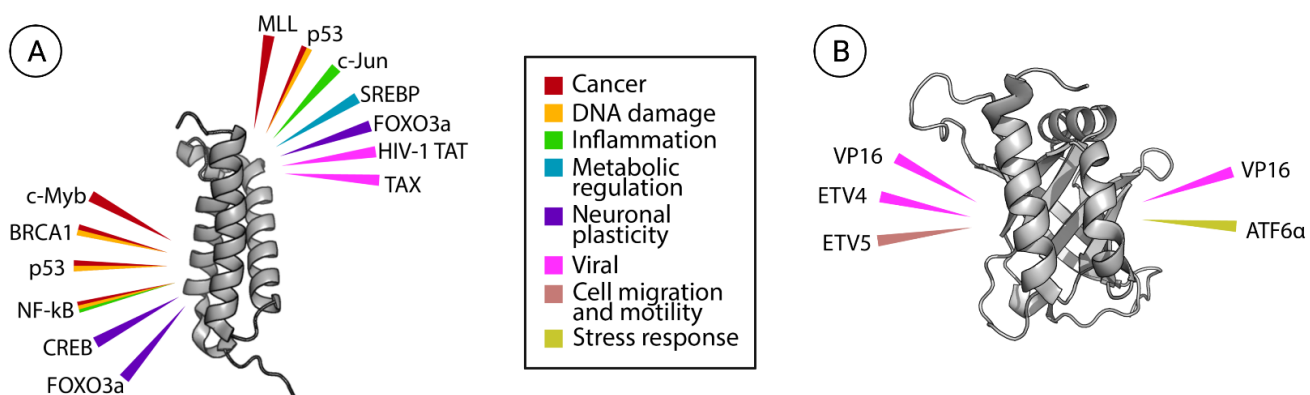 A
MLL
p53
c-Jun
SREBP
FOXO3a
HIV-1 TAT
TAX
c-Myb
BRCA1
p53
NF-kB
CREB
FOXO3a
Cancer
DNA damage
Inflammation
Metabolic
regulation
Neuronal
plasticity
Viral
Cell migration
and motility
Stress response
B
VP16
ETV4
ETV5
VP16
ATF6α